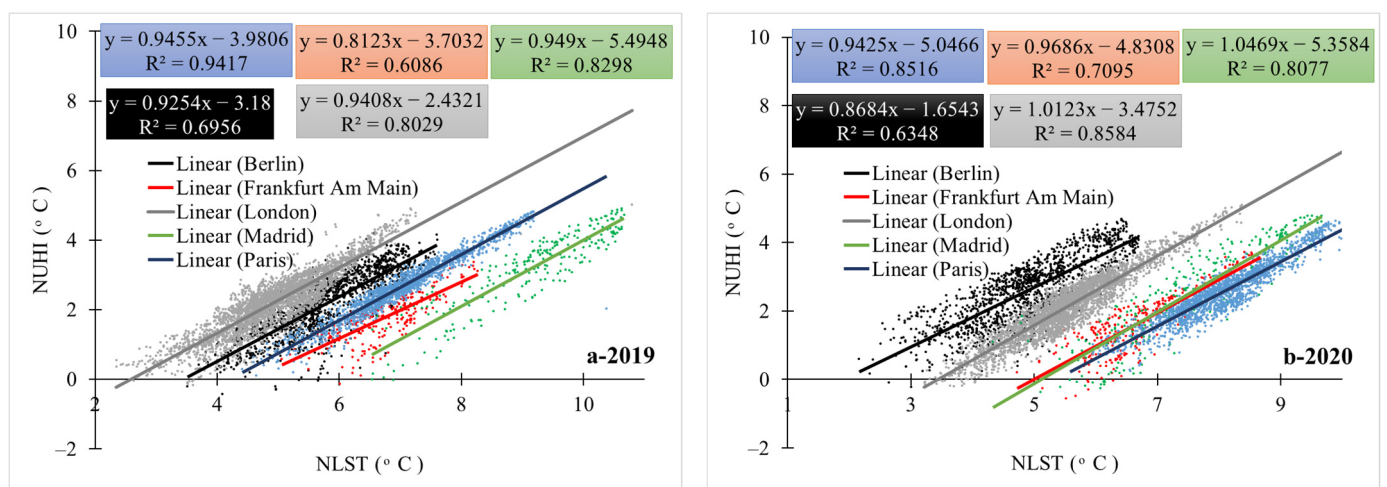 y = 0.9455x − 3.9806
R² = 0.9417
y = 0.8123x − 3.7032
R² = 0.6086
y = 0.949x − 5.4948
R² = 0.8298
y = 0.9254x − 3.18
R² = 0.6956
y = 0.9408x − 2.4321
R² = 0.8029
Linear (Berlin)
Linear (Frankfurt Am Main)
Linear (London)
Linear (Madrid)
Linear (Paris)
10
8
6
4
2
0
−2
NUHI (° C)
2 4 6 8 10
NLST (° C)
a-2019
y = 0.9425x − 5.0466
R² = 0.8516
y = 0.9686x − 4.8308
R² = 0.7095
y = 1.0469x − 5.3584
R² = 0.8077
y = 0.8684x − 1.6543
R² = 0.6348
y = 1.0123x − 3.4752
R² = 0.8584
Linear (Berlin)
Linear (Frankfurt Am Main)
Linear (London)
Linear (Madrid)
Linear (Paris)
10
8
6
4
2
0
−2
NUHI (° C)
1 3 5 7 9
NLST (° C)
b-2020